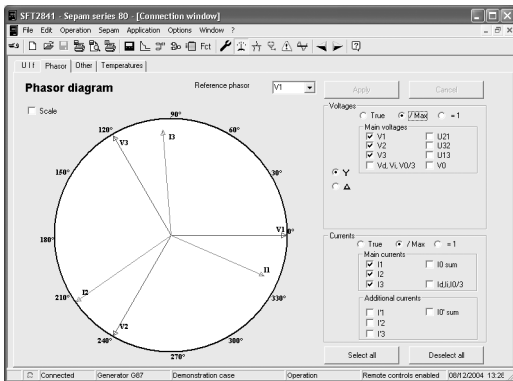 SFT2841 - Sepam series 80 - [Connection window]
File Edit Operation Sepam Application Options Window ?
Fct
U I f Phasor Other Temperatures
Phasor diagram
Reference phasor V1
Apply Cancel
Scale
90°
120° 60°
V3 I3
150° 30°
180° V1 0°
I1
I2
210° 330°
V2
240° 300°
270°
Voltages
True / Max = 1
Main voltages
V1 U21
V2 U32
V3 U13
Vd, Vi, V0/3 V0
Y
Δ
Currents
True / Max = 1
Main currents
I1 I0 sum
I2
I3 Id,Ii,I0/3
Additional currents
I'1 I0' sum
I'2
I'3
Select all Deselect all
Connected Generator G87 Demonstration case Operation Remote controls enabled 08/12/2004 13:28